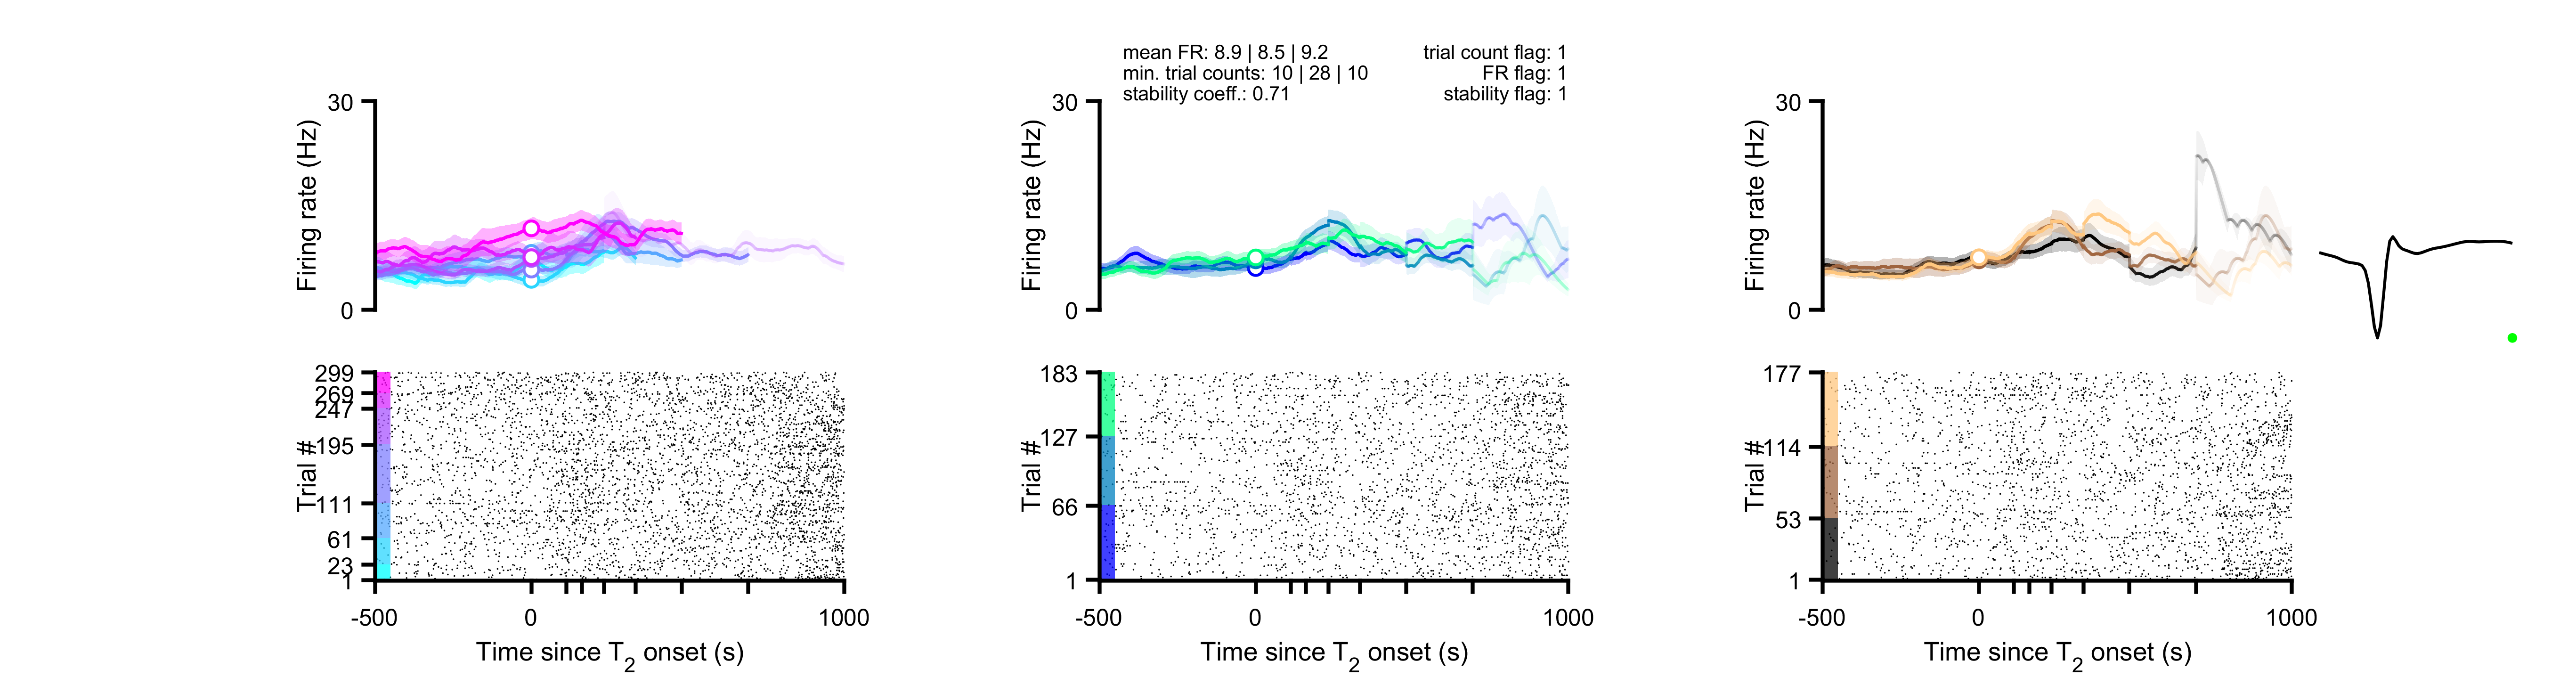 mean FR: 8.9 | 8.5 | 9.2
min. trial counts: 10 | 28 | 10
stability coeff.: 0.71
trial count flag: 1
FR flag: 1
stability flag: 1
Firing rate (Hz)
30
0
Firing rate (Hz)
30
0
Firing rate (Hz)
30
0
Trial #
299
269
247
195
111
61
23
1
-500
0
1000
Time since T2 onset (s)
Trial #
183
127
66
1
-500
0
1000
Time since T2 onset (s)
Trial #
177
114
53
1
-500
0
1000
Time since T2 onset (s)